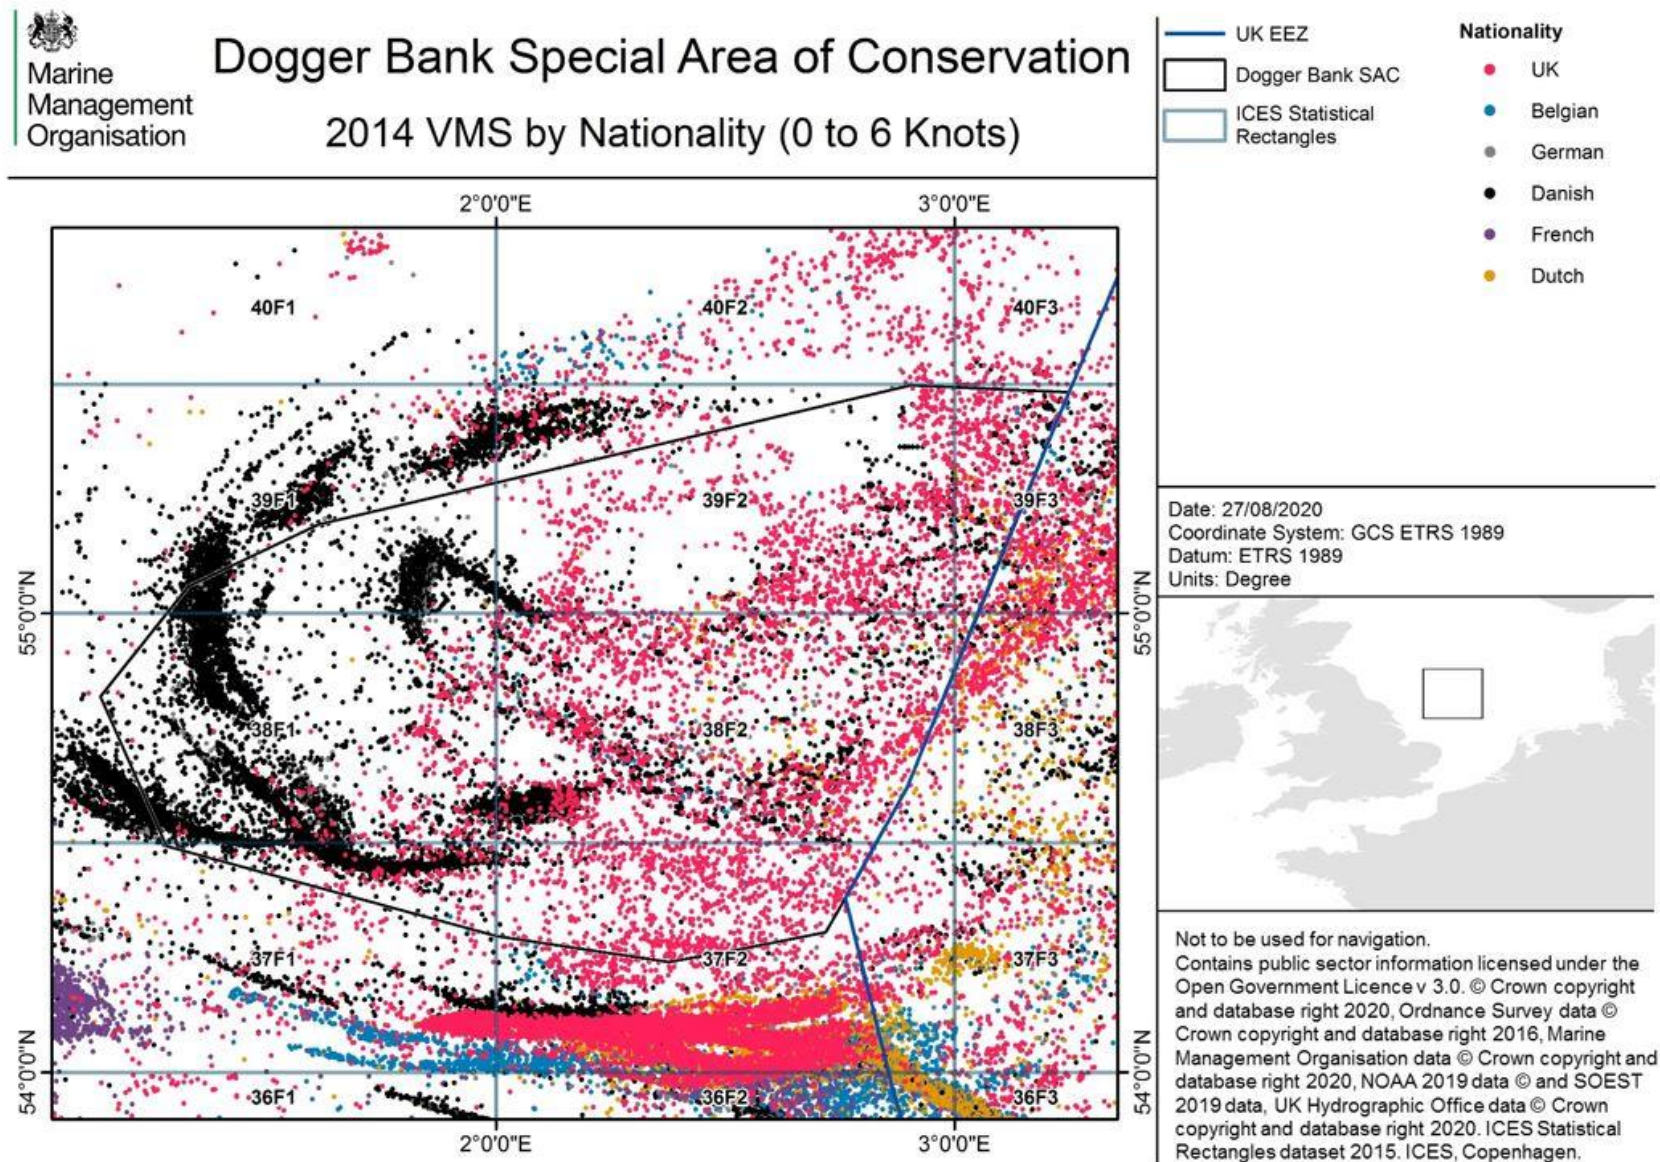 Marine
Management
Organisation
Dogger Bank Special Area of Conservation
2014 VMS by Nationality (0 to 6 Knots)
UK EEZ
Dogger Bank SAC
ICES Statistical
Rectangles
Nationality
UK
Belgian
German
Danish
French
Dutch
2°0'0"E
3°0'0"E
40F1
40F2
40F3
39F1
39F2
39F3
55°0'0"N
55°0'0"N
38F1
38F2
38F3
37F1
37F2
37F3
54°0'0"N
54°0'0"N
36F1
36F2
36F3
2°0'0"E
3°0'0"E
Date: 27/08/2020
Coordinate System: GCS ETRS 1989
Datum: ETRS 1989
Units: Degree
Not to be used for navigation.
Contains public sector information licensed under the
Open Government Licence v 3.0. © Crown copyright
and database right 2020, Ordnance Survey data ©
Crown copyright and database right 2016, Marine
Management Organisation data © Crown copyright and
database right 2020, NOAA 2019 data © and SOEST
2019 data, UK Hydrographic Office data © Crown
copyright and database right 2020. ICES Statistical
Rectangles dataset 2015. ICES, Copenhagen.